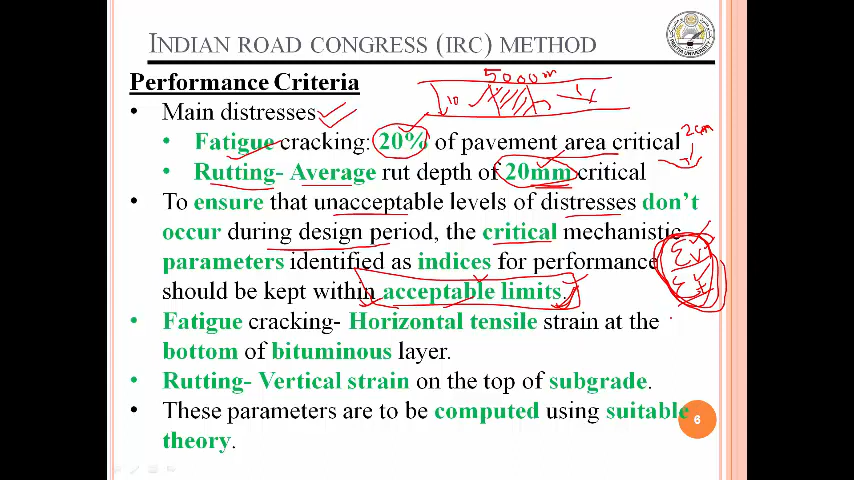 INDIAN ROAD CONGRESS (IRC) METHOD
Performance Criteria
5000m
10
• Main distresses
• Fatigue cracking: 20% of pavement area critical
2cm
• Rutting- Average rut depth of 20mm critical
• To ensure that unacceptable levels of distresses don't
occur during design period, the critical mechanistic
parameters identified as indices for performance
εv
should be kept within acceptable limits.
εt
• Fatigue cracking- Horizontal tensile strain at the
bottom of bituminous layer.
• Rutting- Vertical strain on the top of subgrade.
• These parameters are to be computed using suitable
theory.
6